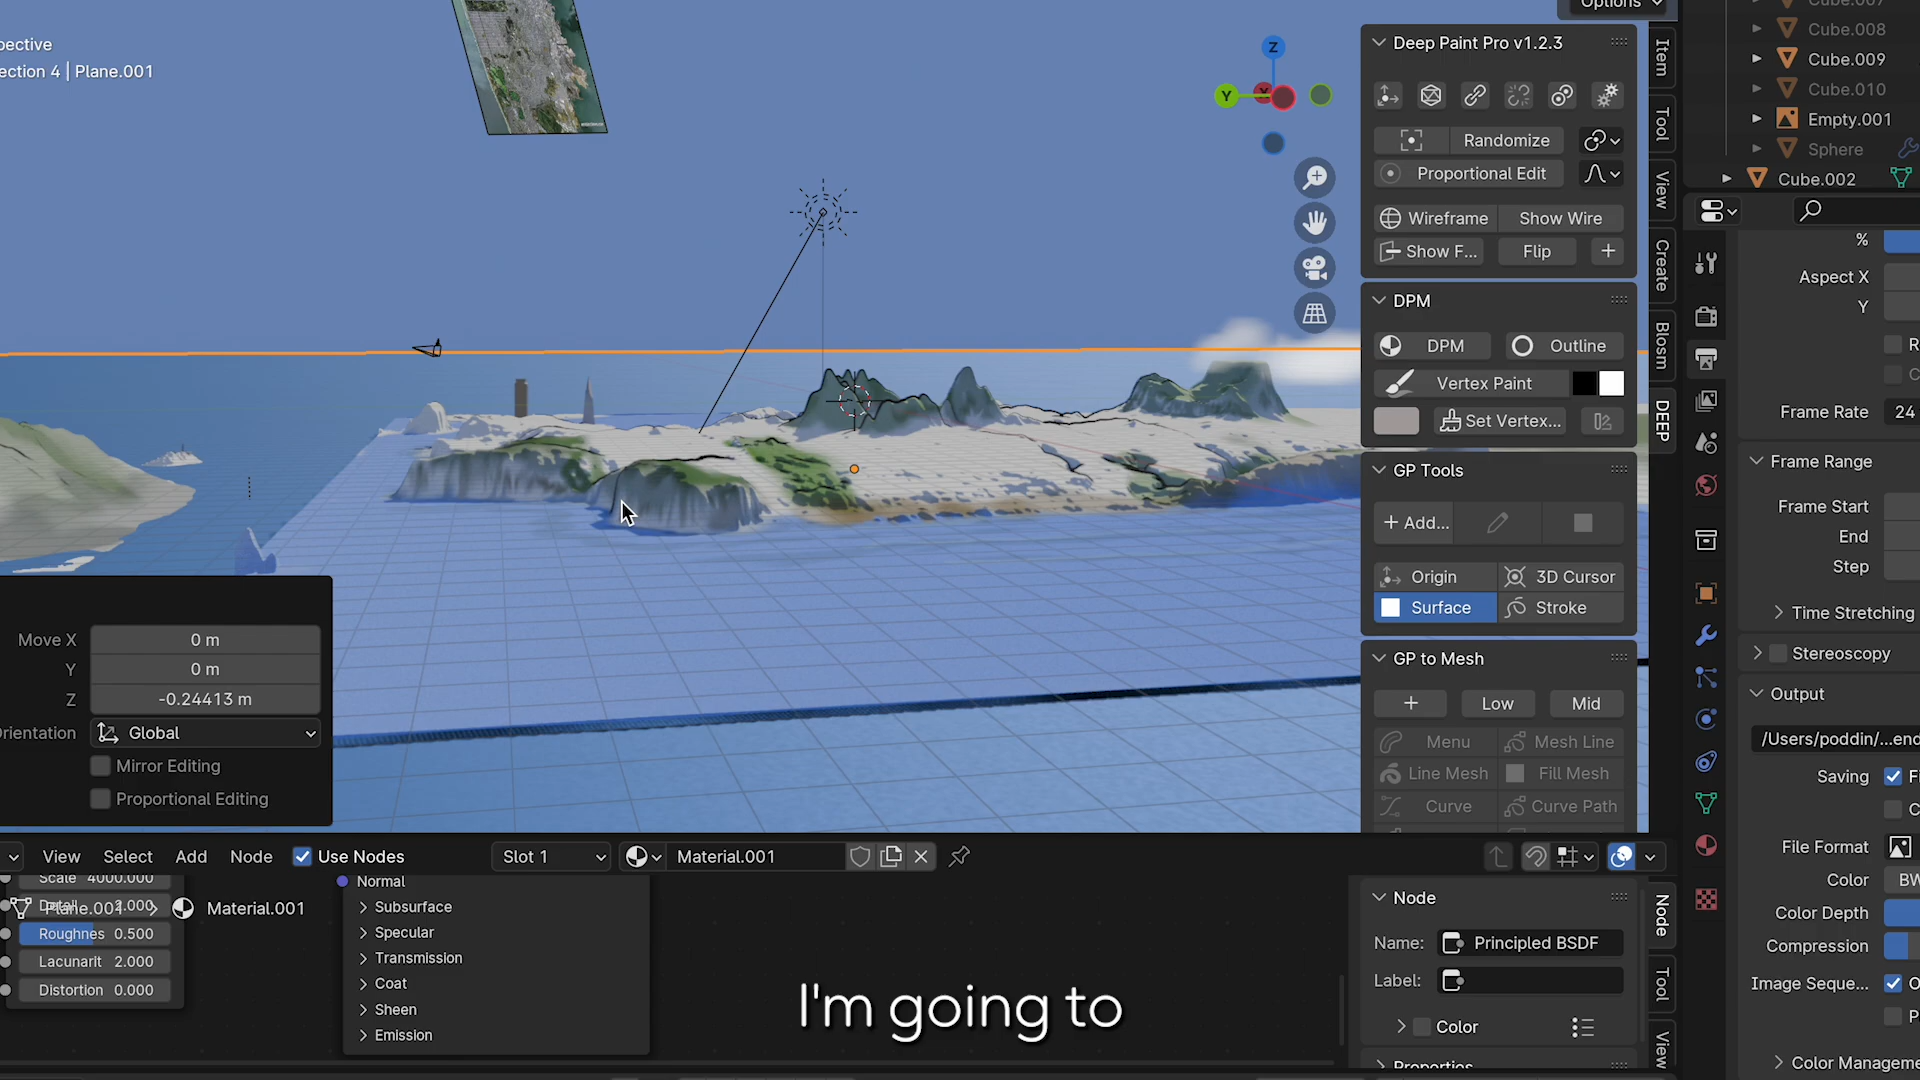 pective
ection 4 | Plane.001
Options
Z
Y
X
Deep Paint Pro v1.2.3
Randomize
Proportional Edit
Wireframe Show Wire
Show F... Flip +
DPM
DPM Outline
Vertex Paint
Set Vertex...
GP Tools
+ Add...
Origin 3D Cursor
Surface Stroke
GP to Mesh
+ Low Mid
Menu Mesh Line
Line Mesh Fill Mesh
Curve Curve Path
Item
Tool
View
Create
Blosm
DEEP
Cube.007
Cube.008
Cube.009
Cube.010
Empty.001
Sphere
Cube.002
%
Aspect X
Y
R
C
Frame Rate 24
Frame Range
Frame Start
End
Step
Time Stretching
Stereoscopy
Output
/Users/poddin/...end
Saving Fi
C
File Format
Color BW
Color Depth
Compression
Image Seque... O
P
Color Manageme
Move X 0 m
Y 0 m
Z -0.24413 m
rientation Global
Mirror Editing
Proportional Editing
View Select Add Node Use Nodes Slot 1 Material.001
Scale 4000.000
Detail 2.000
Plane.001 > Material.001
Roughnes 0.500
Lacunarit 2.000
Distortion 0.000
Normal
Subsurface
Specular
Transmission
Coat
Sheen
Emission
I'm going to
Node
Name: Principled BSDF
Label:
Color
Properties
Node
Tool
View